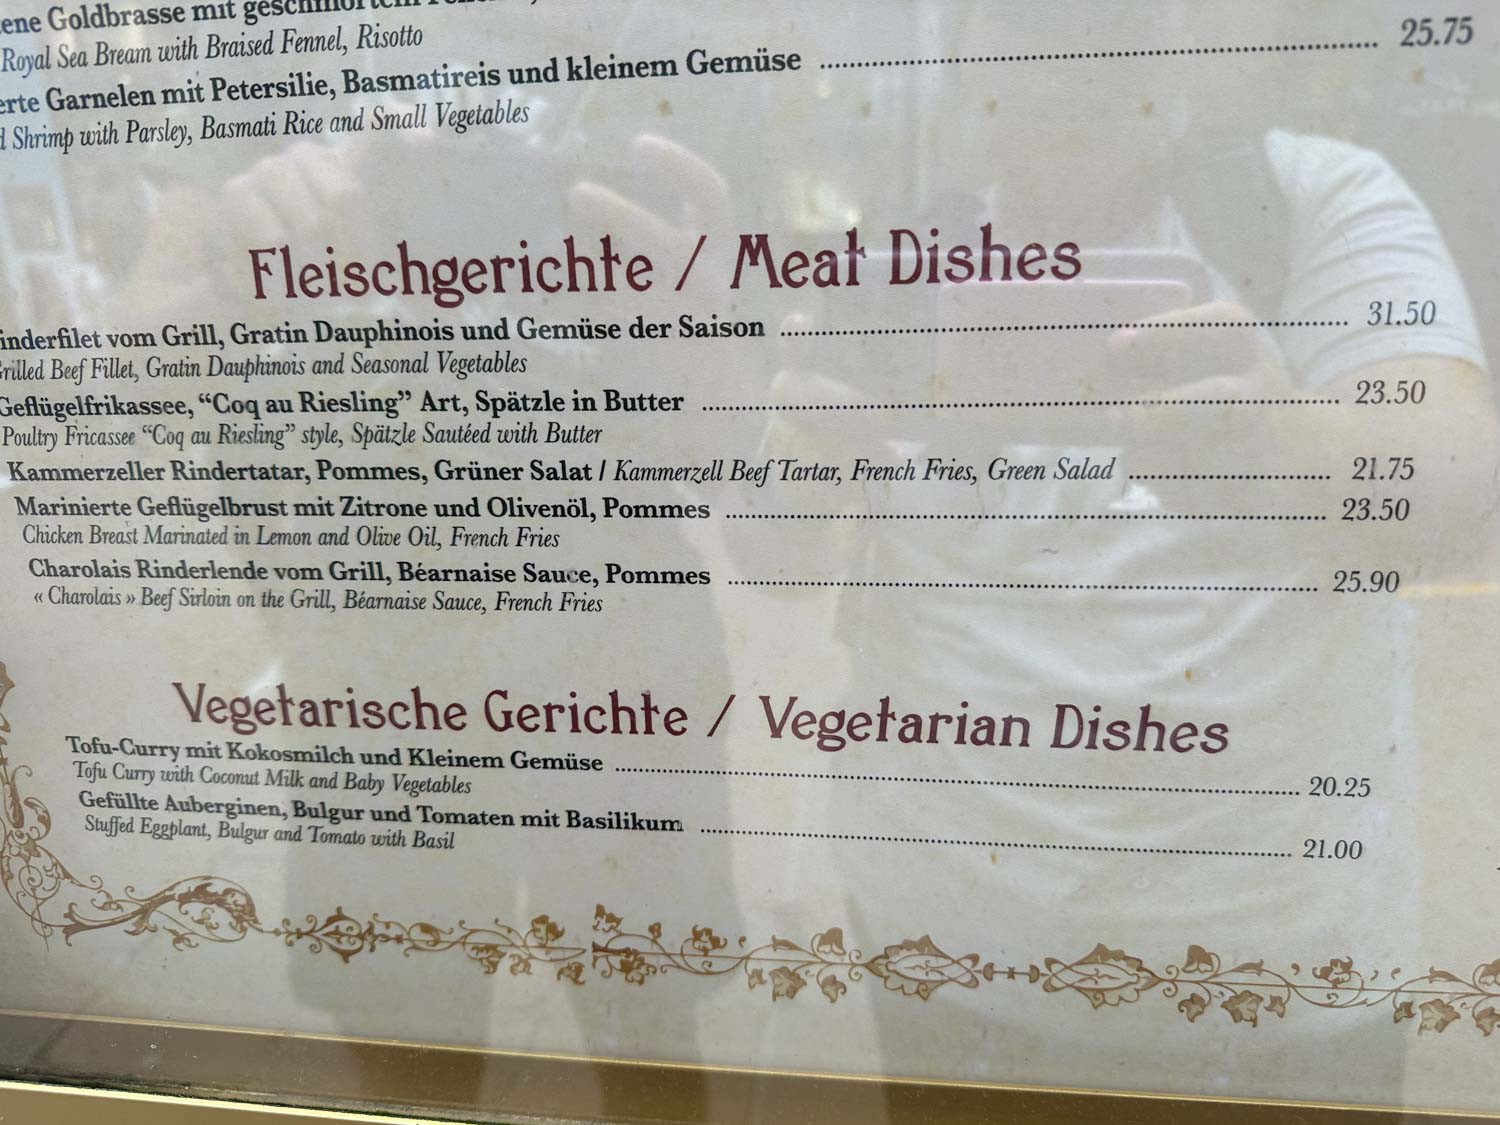 Goldbrasse mit geschmortem
Royal Sea Bream with Braised Fennel, Risotto
Garnelen mit Petersilie, Basmatireis und kleinem Gemüse ........ 25.75
Shrimp with Parsley, Basmati Rice and Small Vegetables
Fleischgerichte / Meat Dishes
inderfilet vom Grill, Gratin Dauphinois und Gemüse der Saison ........ 31.50
rilled Beef Fillet, Gratin Dauphinois and Seasonal Vegetables
Geflügelfrikassee, “Coq au Riesling” Art, Spätzle in Butter ........ 23.50
Poultry Fricassee “Coq au Riesling” style, Spätzle Sautéed with Butter
Kammerzeller Rindertatar, Pommes, Grüner Salat / Kammerzell Beef Tartar, French Fries, Green Salad ........ 21.75
Marinierte Geflügelbrust mit Zitrone und Olivenöl, Pommes ........ 23.50
Chicken Breast Marinated in Lemon and Olive Oil, French Fries
Charolais Rinderlende vom Grill, Béarnaise Sauce, Pommes ........ 25.90
« Charolais » Beef Sirloin on the Grill, Béarnaise Sauce, French Fries
Vegetarische Gerichte / Vegetarian Dishes
Tofu-Curry mit Kokosmilch und Kleinem Gemüse ........ 20.25
Tofu Curry with Coconut Milk and Baby Vegetables
Gefüllte Auberginen, Bulgur und Tomaten mit Basilikum ........ 21.00
Stuffed Eggplant, Bulgur and Tomato with Basil